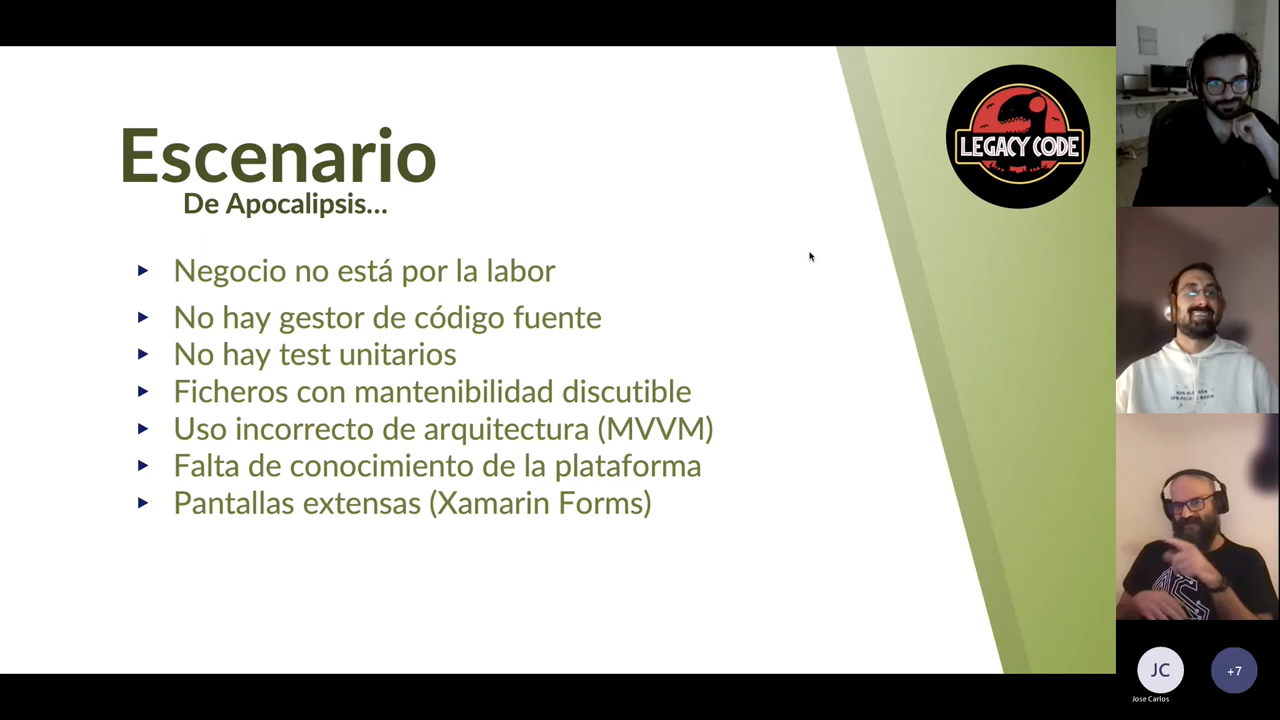 Escenario
De Apocalipsis...
LEGACY CODE
Negocio no está por la labor
No hay gestor de código fuente
No hay test unitarios
Ficheros con mantenibilidad discutible
Uso incorrecto de arquitectura (MVVM)
Falta de conocimiento de la plataforma
Pantallas extensas (Xamarin Forms)
JC
+7
Jose Carlos